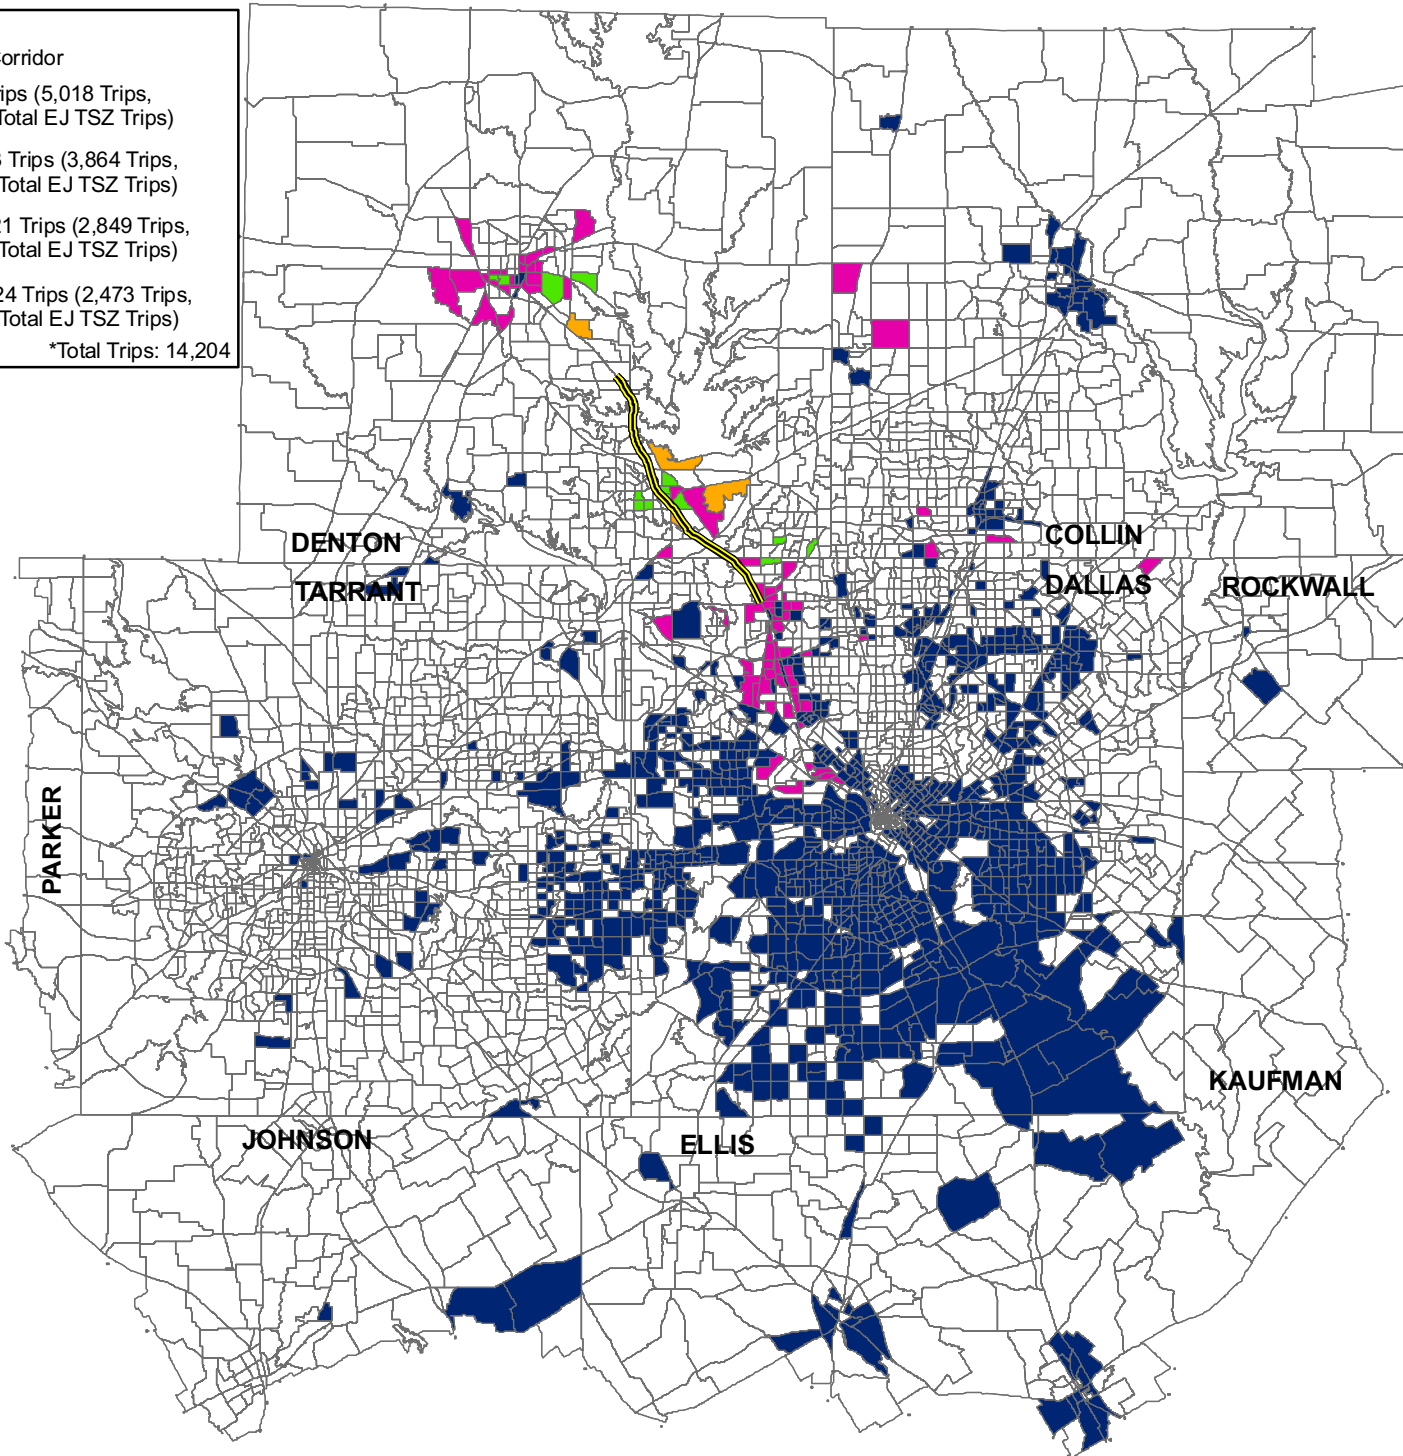 orridor
rips (5,018 Trips,
Total EJ TSZ Trips)
3 Trips (3,864 Trips,
Total EJ TSZ Trips)
21 Trips (2,849 Trips,
Total EJ TSZ Trips)
24 Trips (2,473 Trips,
Total EJ TSZ Trips)
*Total Trips: 14,204
DENTON
COLLIN
TARRANT
DALLAS
ROCKWALL
PARKER
KAUFMAN
JOHNSON
ELLIS